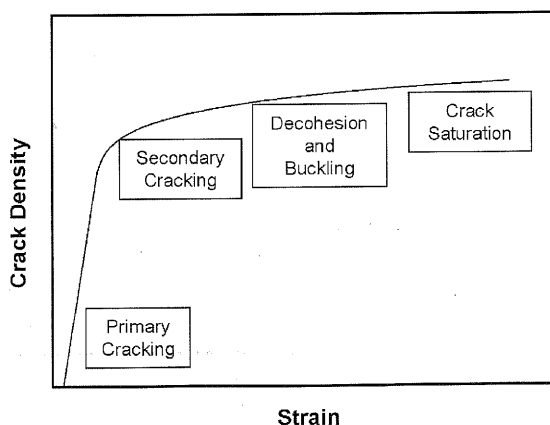 Crack Density
Secondary
Cracking
Decohesion
and
Buckling
Crack
Saturation
Primary
Cracking
Strain